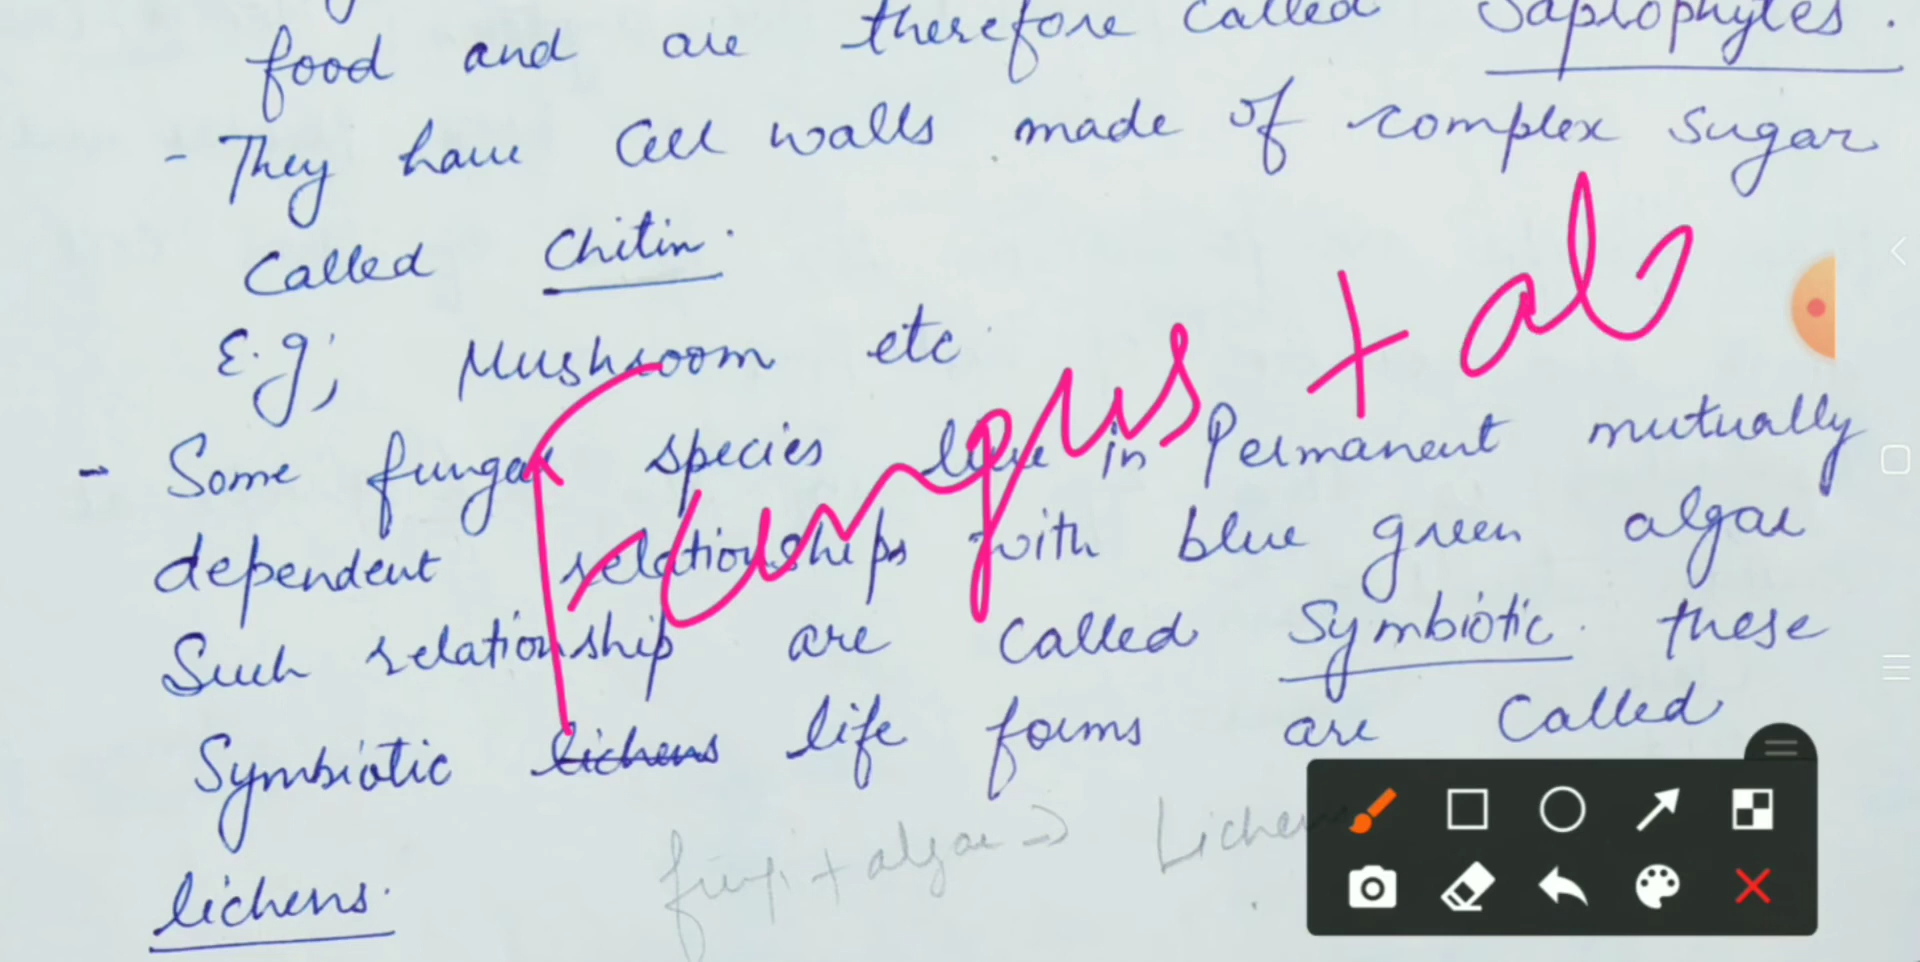 food and are therefore called Saprophytes.
- They have Cell walls made of complex sugar
called Chitin.
E.g; Mushroom etc
- Some fungal species live in Permanent mutually
dependent relationships with blue green algae
Such relationship are called Symbiotic. these
Symbiotic lichens life forms are called
lichens.
fungi + algae => Lichen
fungus + al